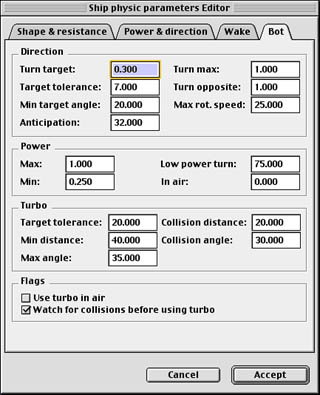 Ship physic parameters Editor
Shape & resistance Power & direction Wake Bot
Direction
Turn target: 0.300 Turn max: 1.000
Target tolerance: 7.000 Turn opposite: 1.000
Min target angle: 20.000 Max rot. speed: 25.000
Anticipation: 32.000
Power
Max: 1.000 Low power turn: 75.000
Min: 0.250 In air: 0.000
Turbo
Target tolerance: 20.000 Collision distance: 20.000
Min distance: 40.000 Collision angle: 30.000
Max angle: 35.000
Flags
Use turbo in air
Watch for collisions before using turbo
Cancel Accept